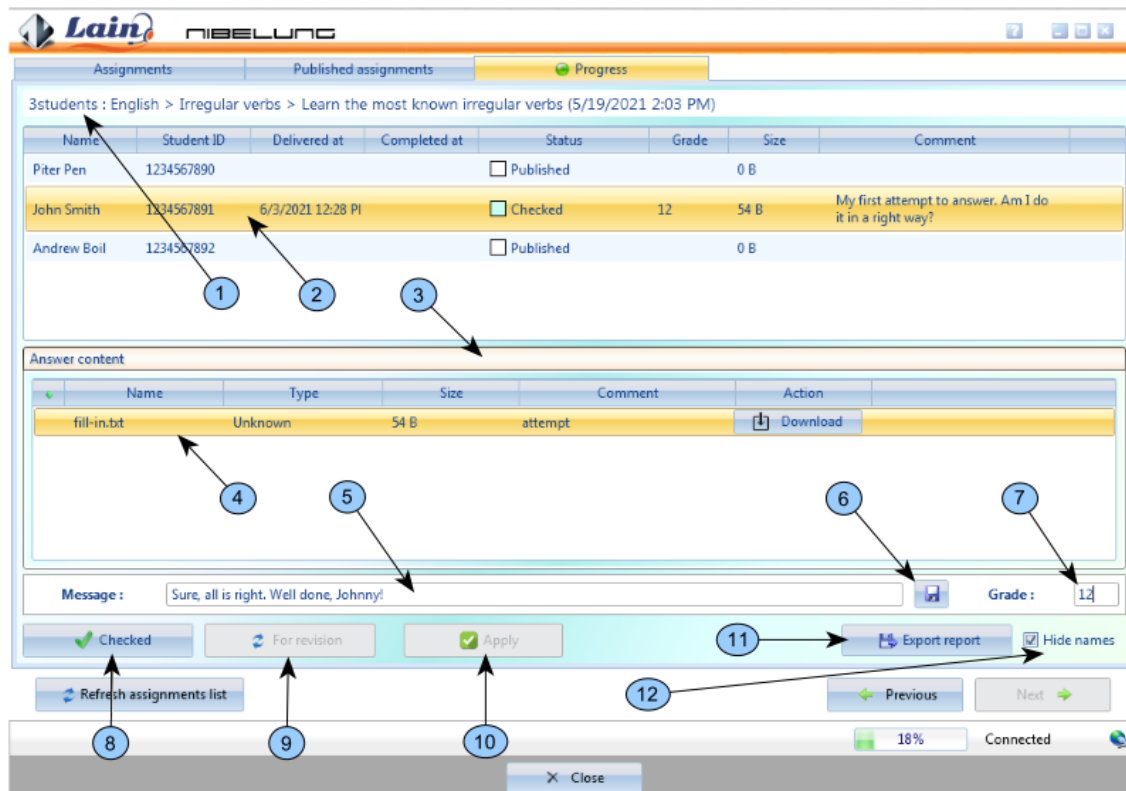 Lain NIBELUNG ?
Assignments Published assignments Progress
3students : English > Irregular verbs > Learn the most known irregular verbs (5/19/2021 2:03 PM)
Name Student ID Delivered at Completed at Status Grade Size Comment
Piter Pen 1234567890 Published 0 B
My first attempt to answer. Am I do
John Smith 1234567891 6/3/2021 12:28 PI Checked 12 54 B
it in a right way?
Andrew Boil 1234567892 Published 0 B
1 2 3
Answer content
Name Type Size Comment Action
fill-in.txt Unknown 54 B attempt Download
4 5 6 7
Message : Sure, all is right. Well done, Johnny! Grade : 12
Checked For revision Apply 11 Export report Hide names
Refresh assignments list 12 Previous Next
8 9 10 18% Connected
Close